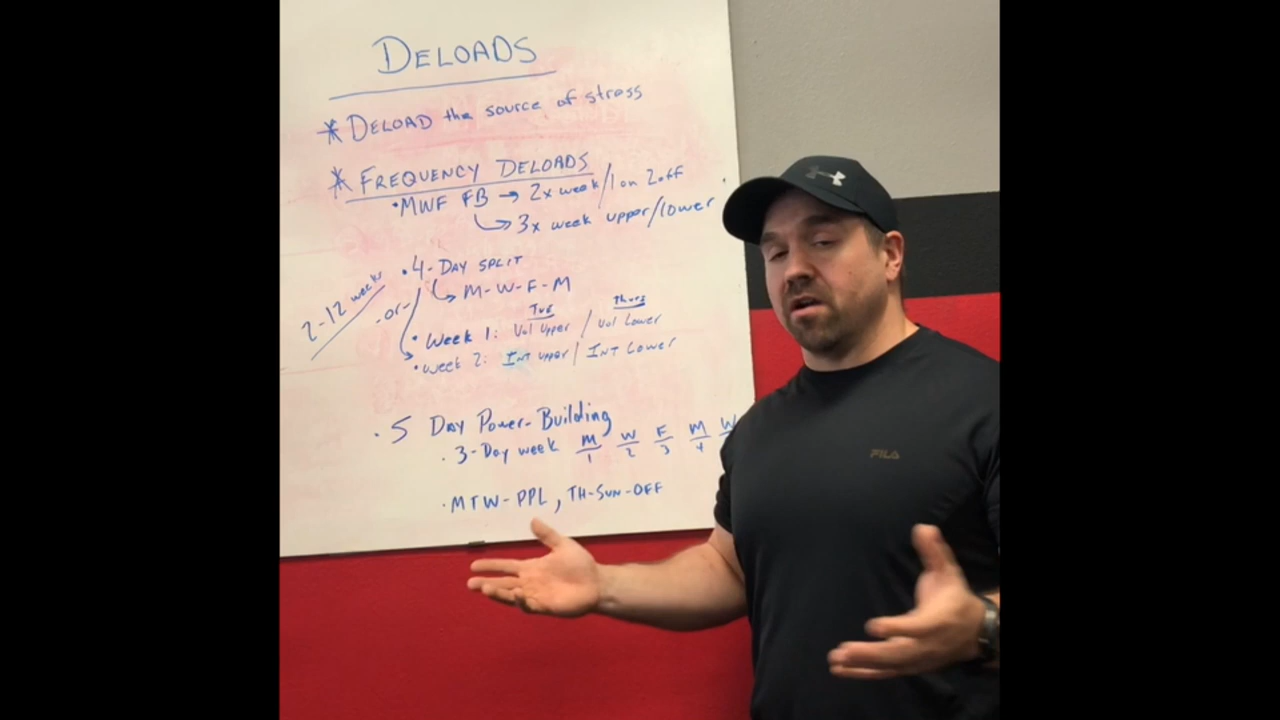 DELOADS
* DELOAD the source of stress
* FREQUENCY DELOADS
• MWF FB → 2x week/1 on 2 off
↳ 3x week upper/lower
• 4-DAY SPLIT
↳ M-W-F-M
2-12 weeks
-or-
Tue Thurs
• Week 1: Vol Upper / Vol Lower
• Week 2: INT upper / INT Lower
• 5 Day Power-Building
• 3-Day week M W F M W
1 2 3 4
• MTW-PPL, TH-SUN-OFF
FILA